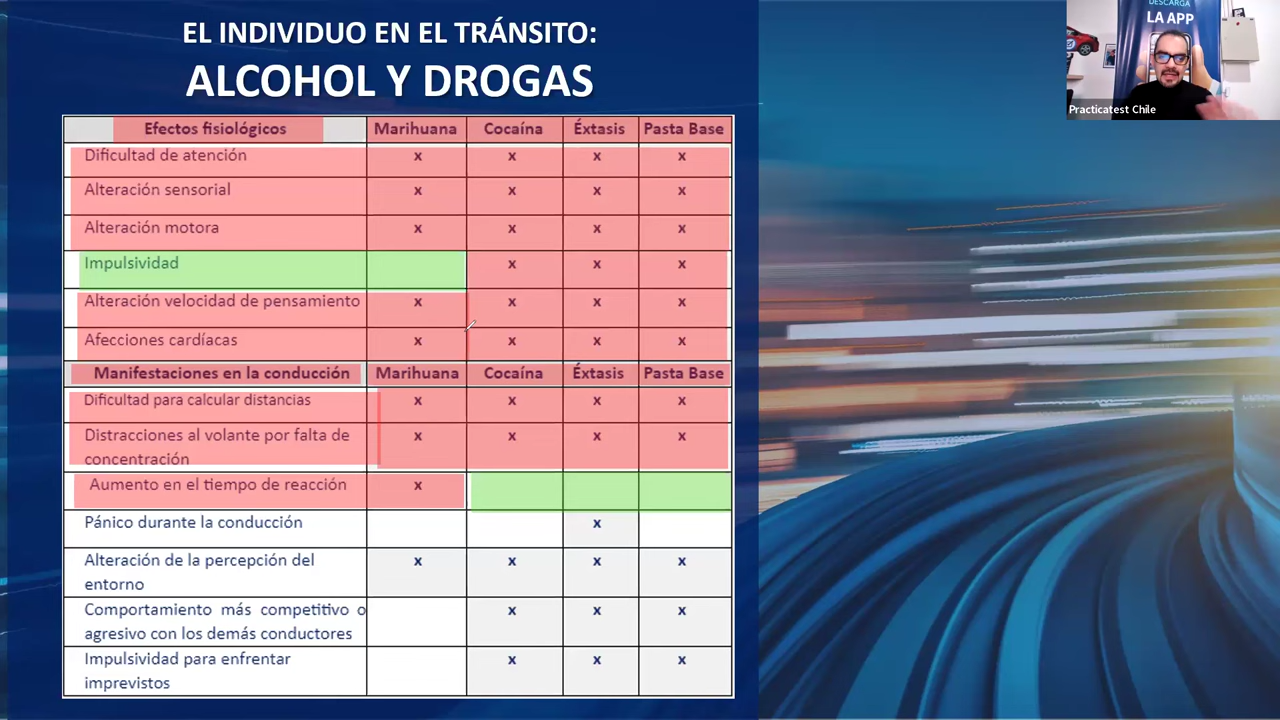 EL INDIVIDUO EN EL TRÁNSITO:
ALCOHOL Y DROGAS
Efectos fisiológicos Marihuana Cocaína Éxtasis Pasta Base
Dificultad de atención x x x x
Alteración sensorial x x x x
Alteración motora x x x x
Impulsividad x x x
Alteración velocidad de pensamiento x x x x
Afecciones cardíacas x x x x
Manifestaciones en la conducción Marihuana Cocaína Éxtasis Pasta Base
Dificultad para calcular distancias x x x x
Distracciones al volante por falta de x x x x
concentración
Aumento en el tiempo de reacción x
Pánico durante la conducción x
Alteración de la percepción del x x x x
entorno
Comportamiento más competitivo o x x x
agresivo con los demás conductores
Impulsividad para enfrentar x x x
imprevistos
DESCARGA
LA APP
Practicatest Chile